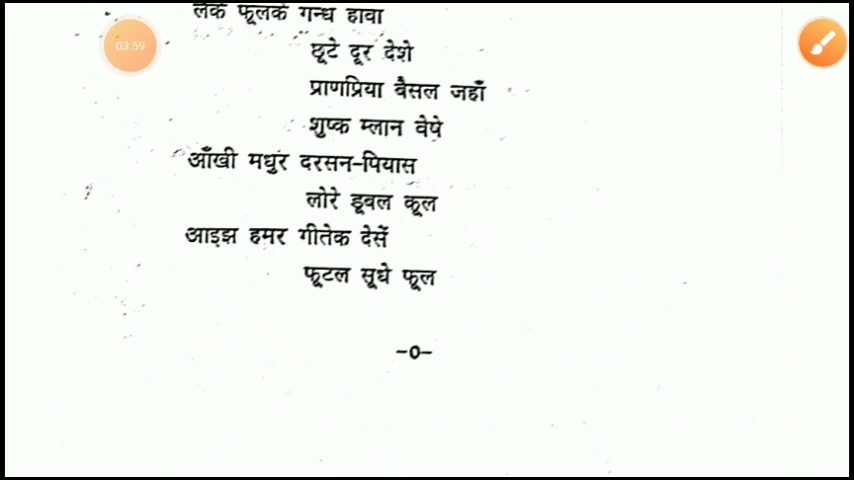 लेके फूलके गन्ध हावा
03:59
छूटे दूर देशे
प्राणप्रिया बैसल जहाँ
शुष्क म्लान वेषे
आँखी मधुर दरसन-पियास
लोरे डूबल कूल
आइझ हमर गीतेक देसें
फूटल सूधे फूल
-0-